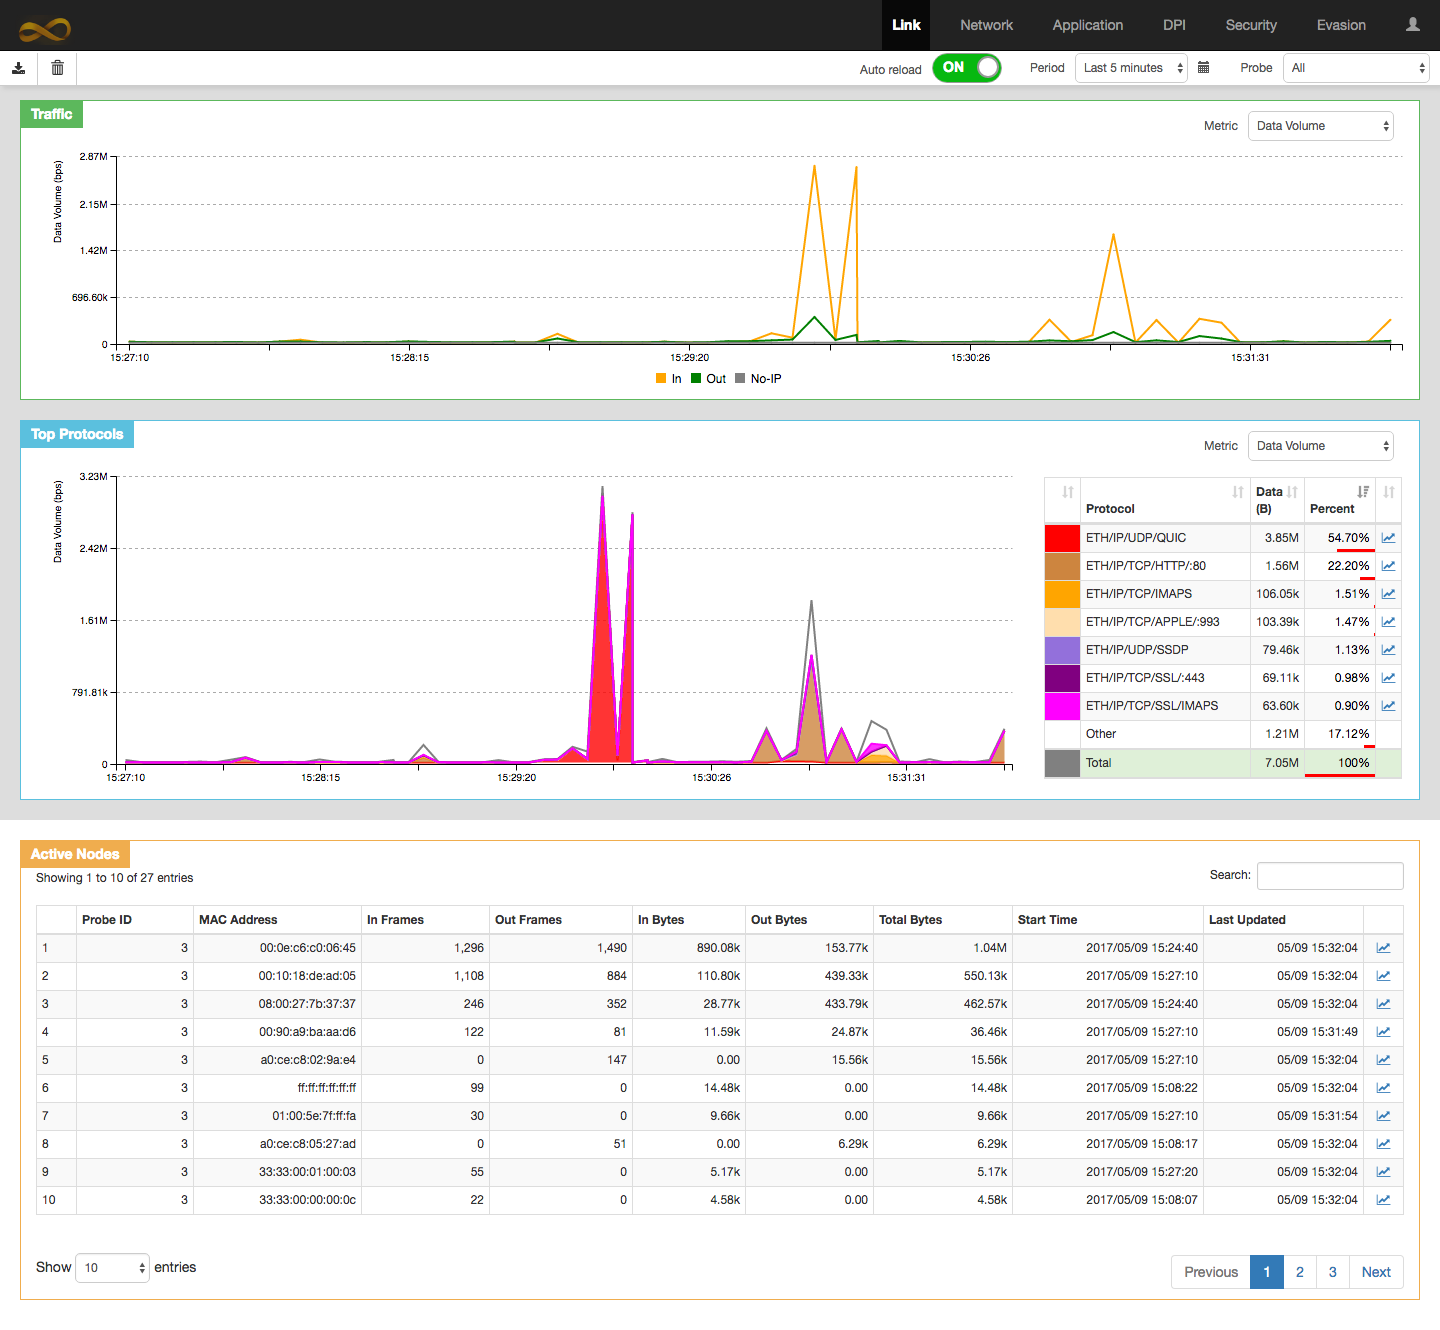 Link Network Application DPI Security Evasion
Auto reload ON Period Last 5 minutes Probe All
Traffic
Metric Data Volume
Data Volume (bps)
2.87M
2.15M
1.42M
696.60k
0
15:27:10 15:28:15 15:29:20 15:30:26 15:31:31
In Out No-IP
Top Protocols
Metric Data Volume
Data Volume (bps)
3.23M
2.42M
1.61M
791.81k
0
15:27:10 15:28:15 15:29:20 15:30:26 15:31:31
Protocol Data (B) Percent
ETH/IP/UDP/QUIC 3.85M 54.70%
ETH/IP/TCP/HTTP/:80 1.56M 22.20%
ETH/IP/TCP/IMAPS 106.05k 1.51%
ETH/IP/TCP/APPLE/:993 103.39k 1.47%
ETH/IP/UDP/SSDP 79.46k 1.13%
ETH/IP/TCP/SSL/:443 69.11k 0.98%
ETH/IP/TCP/SSL/IMAPS 63.60k 0.90%
Other 1.21M 17.12%
Total 7.05M 100%
Active Nodes
Showing 1 to 10 of 27 entries
Search:
Probe ID MAC Address In Frames Out Frames In Bytes Out Bytes Total Bytes Start Time Last Updated
1 3 00:0e:c6:c0:06:45 1,296 1,490 890.08k 153.77k 1.04M 2017/05/09 15:24:40 05/09 15:32:04
2 3 00:10:18:de:ad:05 1,108 884 110.80k 439.33k 550.13k 2017/05/09 15:27:10 05/09 15:32:04
3 3 08:00:27:7b:37:37 246 352 28.77k 433.79k 462.57k 2017/05/09 15:24:40 05/09 15:32:04
4 3 00:90:a9:ba:aa:d6 122 81 11.59k 24.87k 36.46k 2017/05/09 15:27:10 05/09 15:31:49
5 3 a0:ce:c8:02:9a:e4 0 147 0.00 15.56k 15.56k 2017/05/09 15:27:10 05/09 15:32:04
6 3 ff:ff:ff:ff:ff:ff 99 0 14.48k 0.00 14.48k 2017/05/09 15:08:22 05/09 15:32:04
7 3 01:00:5e:7f:ff:fa 30 0 9.66k 0.00 9.66k 2017/05/09 15:27:10 05/09 15:31:54
8 3 a0:ce:c8:05:27:ad 0 51 0.00 6.29k 6.29k 2017/05/09 15:08:17 05/09 15:32:04
9 3 33:33:00:01:00:03 55 0 5.17k 0.00 5.17k 2017/05/09 15:27:20 05/09 15:32:04
10 3 33:33:00:00:00:0c 22 0 4.58k 0.00 4.58k 2017/05/09 15:08:07 05/09 15:32:04
Show 10 entries
Previous 1 2 3 Next